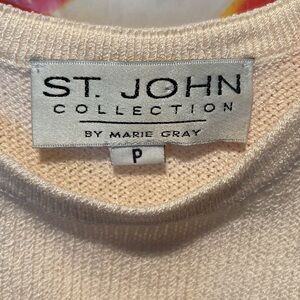 ST. JOHN
COLLECTION
BY MARIE GRAY
P